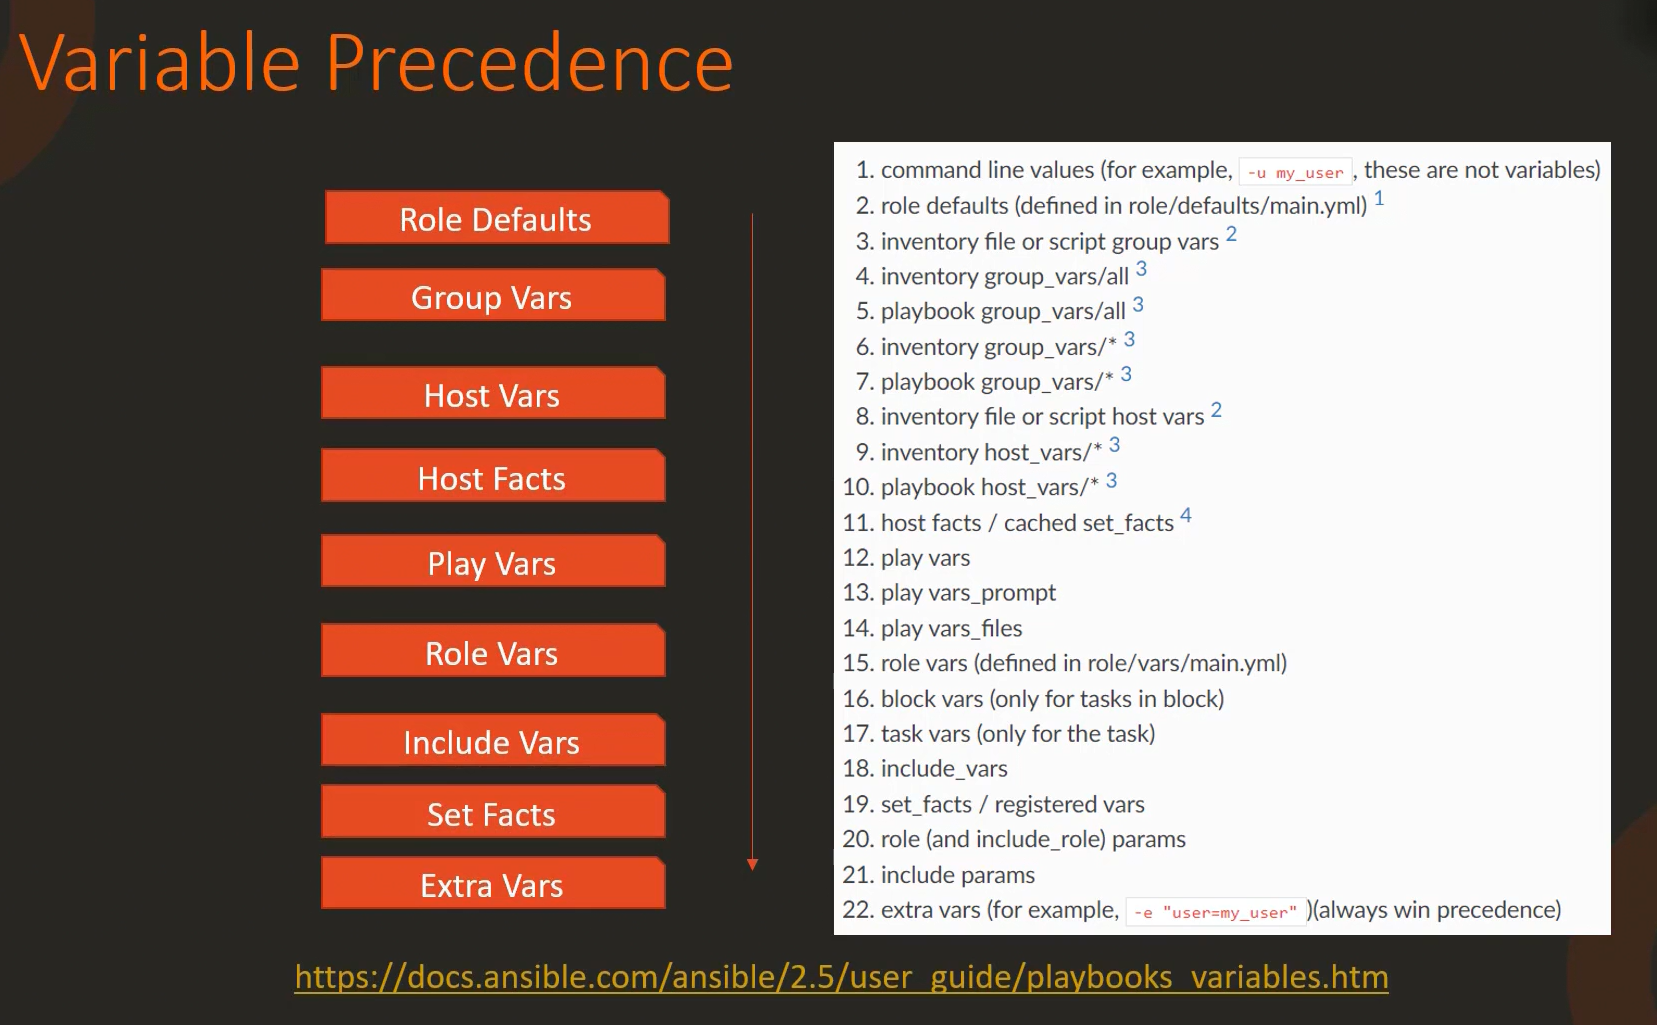 Variable Precedence
Role Defaults
Group Vars
Host Vars
Host Facts
Play Vars
Role Vars
Include Vars
Set Facts
Extra Vars
1. command line values (for example, -u my_user, these are not variables)
2. role defaults (defined in role/defaults/main.yml) 1
3. inventory file or script group vars 2
4. inventory group_vars/all 3
5. playbook group_vars/all 3
6. inventory group_vars/* 3
7. playbook group_vars/* 3
8. inventory file or script host vars 2
9. inventory host_vars/* 3
10. playbook host_vars/* 3
11. host facts / cached set_facts 4
12. play vars
13. play vars_prompt
14. play vars_files
15. role vars (defined in role/vars/main.yml)
16. block vars (only for tasks in block)
17. task vars (only for the task)
18. include_vars
19. set_facts / registered vars
20. role (and include_role) params
21. include params
22. extra vars (for example, -e "user=my_user" )(always win precedence)
https://docs.ansible.com/ansible/2.5/user_guide/playbooks_variables.htm